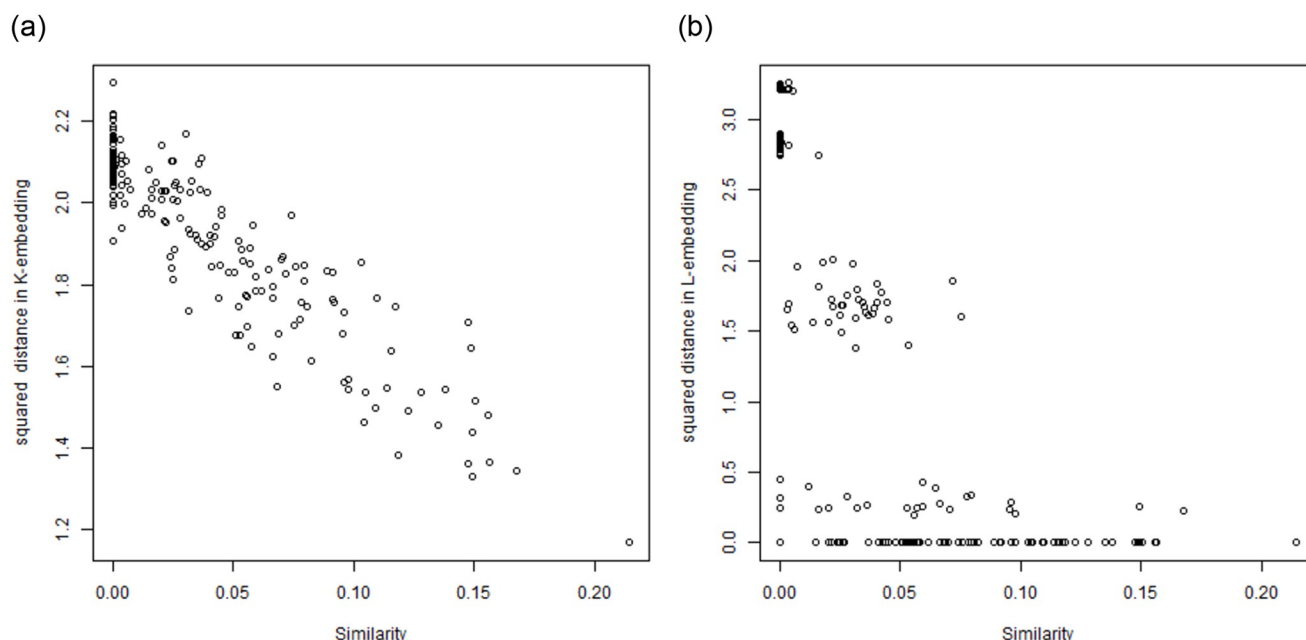 (a)
(b)
squared distance in K-embedding
2.2
2.0
1.8
1.6
1.4
1.2
0.00 0.05 0.10 0.15 0.20
Similarity
squared distance in L-embedding
3.0
2.5
2.0
1.5
1.0
0.5
0.0
0.00 0.05 0.10 0.15 0.20
Similarity